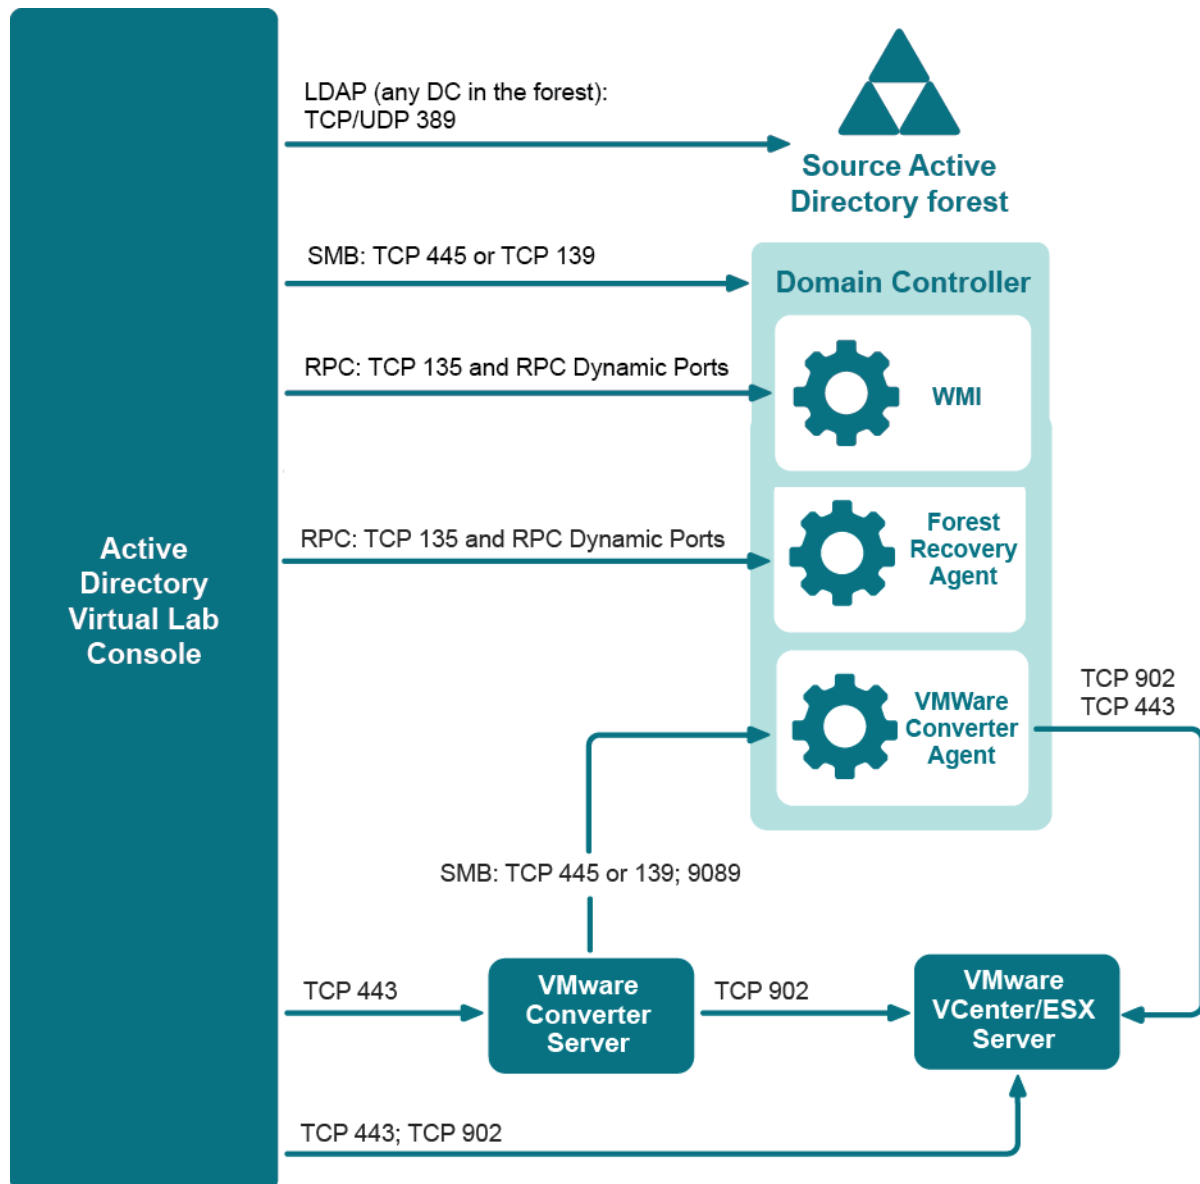 LDAP (any DC in the forest):
TCP/UDP 389
Source Active
Directory forest
SMB: TCP 445 or TCP 139
Domain Controller
RPC: TCP 135 and RPC Dynamic Ports
WMI
RPC: TCP 135 and RPC Dynamic Ports
Forest
Recovery
Agent
Active
Directory
Virtual Lab
Console
VMWare
Converter
Agent
TCP 902
TCP 443
SMB: TCP 445 or 139; 9089
TCP 443
VMware
Converter
Server
TCP 902
VMware
VCenter/ESX
Server
TCP 443; TCP 902